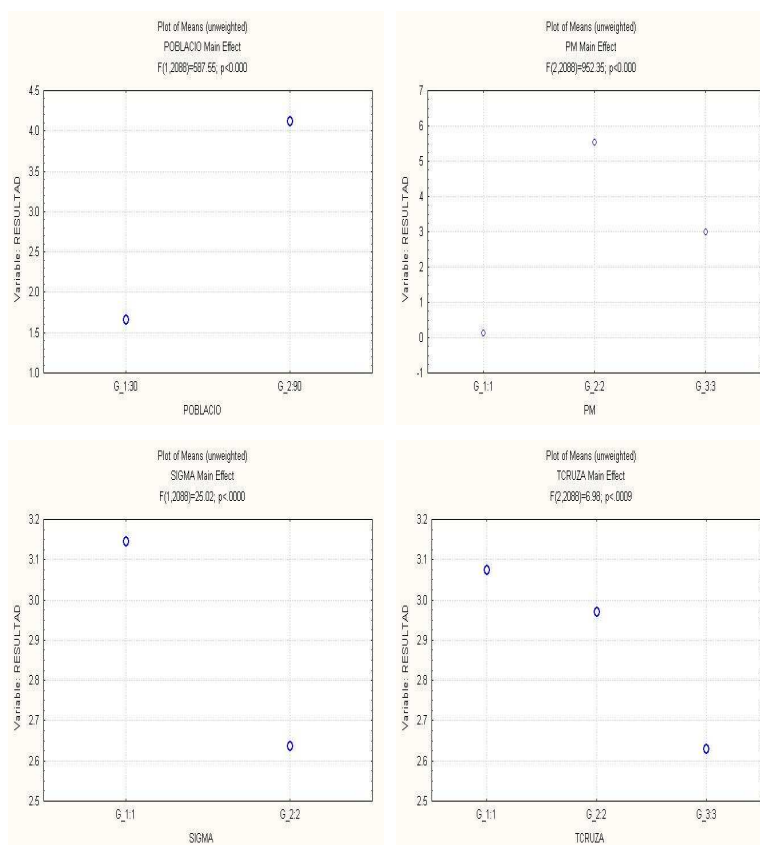 Plot of Means (unweighted)
POBLACIO Main Effect
F(1,2088)=587.55; p<0.000
Variable: RESULTAD
4.5
4.0
3.5
3.0
2.5
2.0
1.5
1.0
G_1:30
G_2:90
POBLACIO
Plot of Means (unweighted)
PM Main Effect
F(2,2088)=952.35; p<0.000
Variable: RESULTAD
7
6
5
4
3
2
1
0
-1
G_1:1
G_2:2
G_3:3
PM
Plot of Means (unweighted)
SIGMA Main Effect
F(1,2088)=25.02; p<.0000
Variable: RESULTAD
3.2
3.1
3.0
2.9
2.8
2.7
2.6
2.5
G_1:1
G_2:2
SIGMA
Plot of Means (unweighted)
TCRUZA Main Effect
F(2,2088)=6.98; p<.0009
Variable: RESULTAD
3.2
3.1
3.0
2.9
2.8
2.7
2.6
2.5
G_1:1
G_2:2
G_3:3
TCRUZA